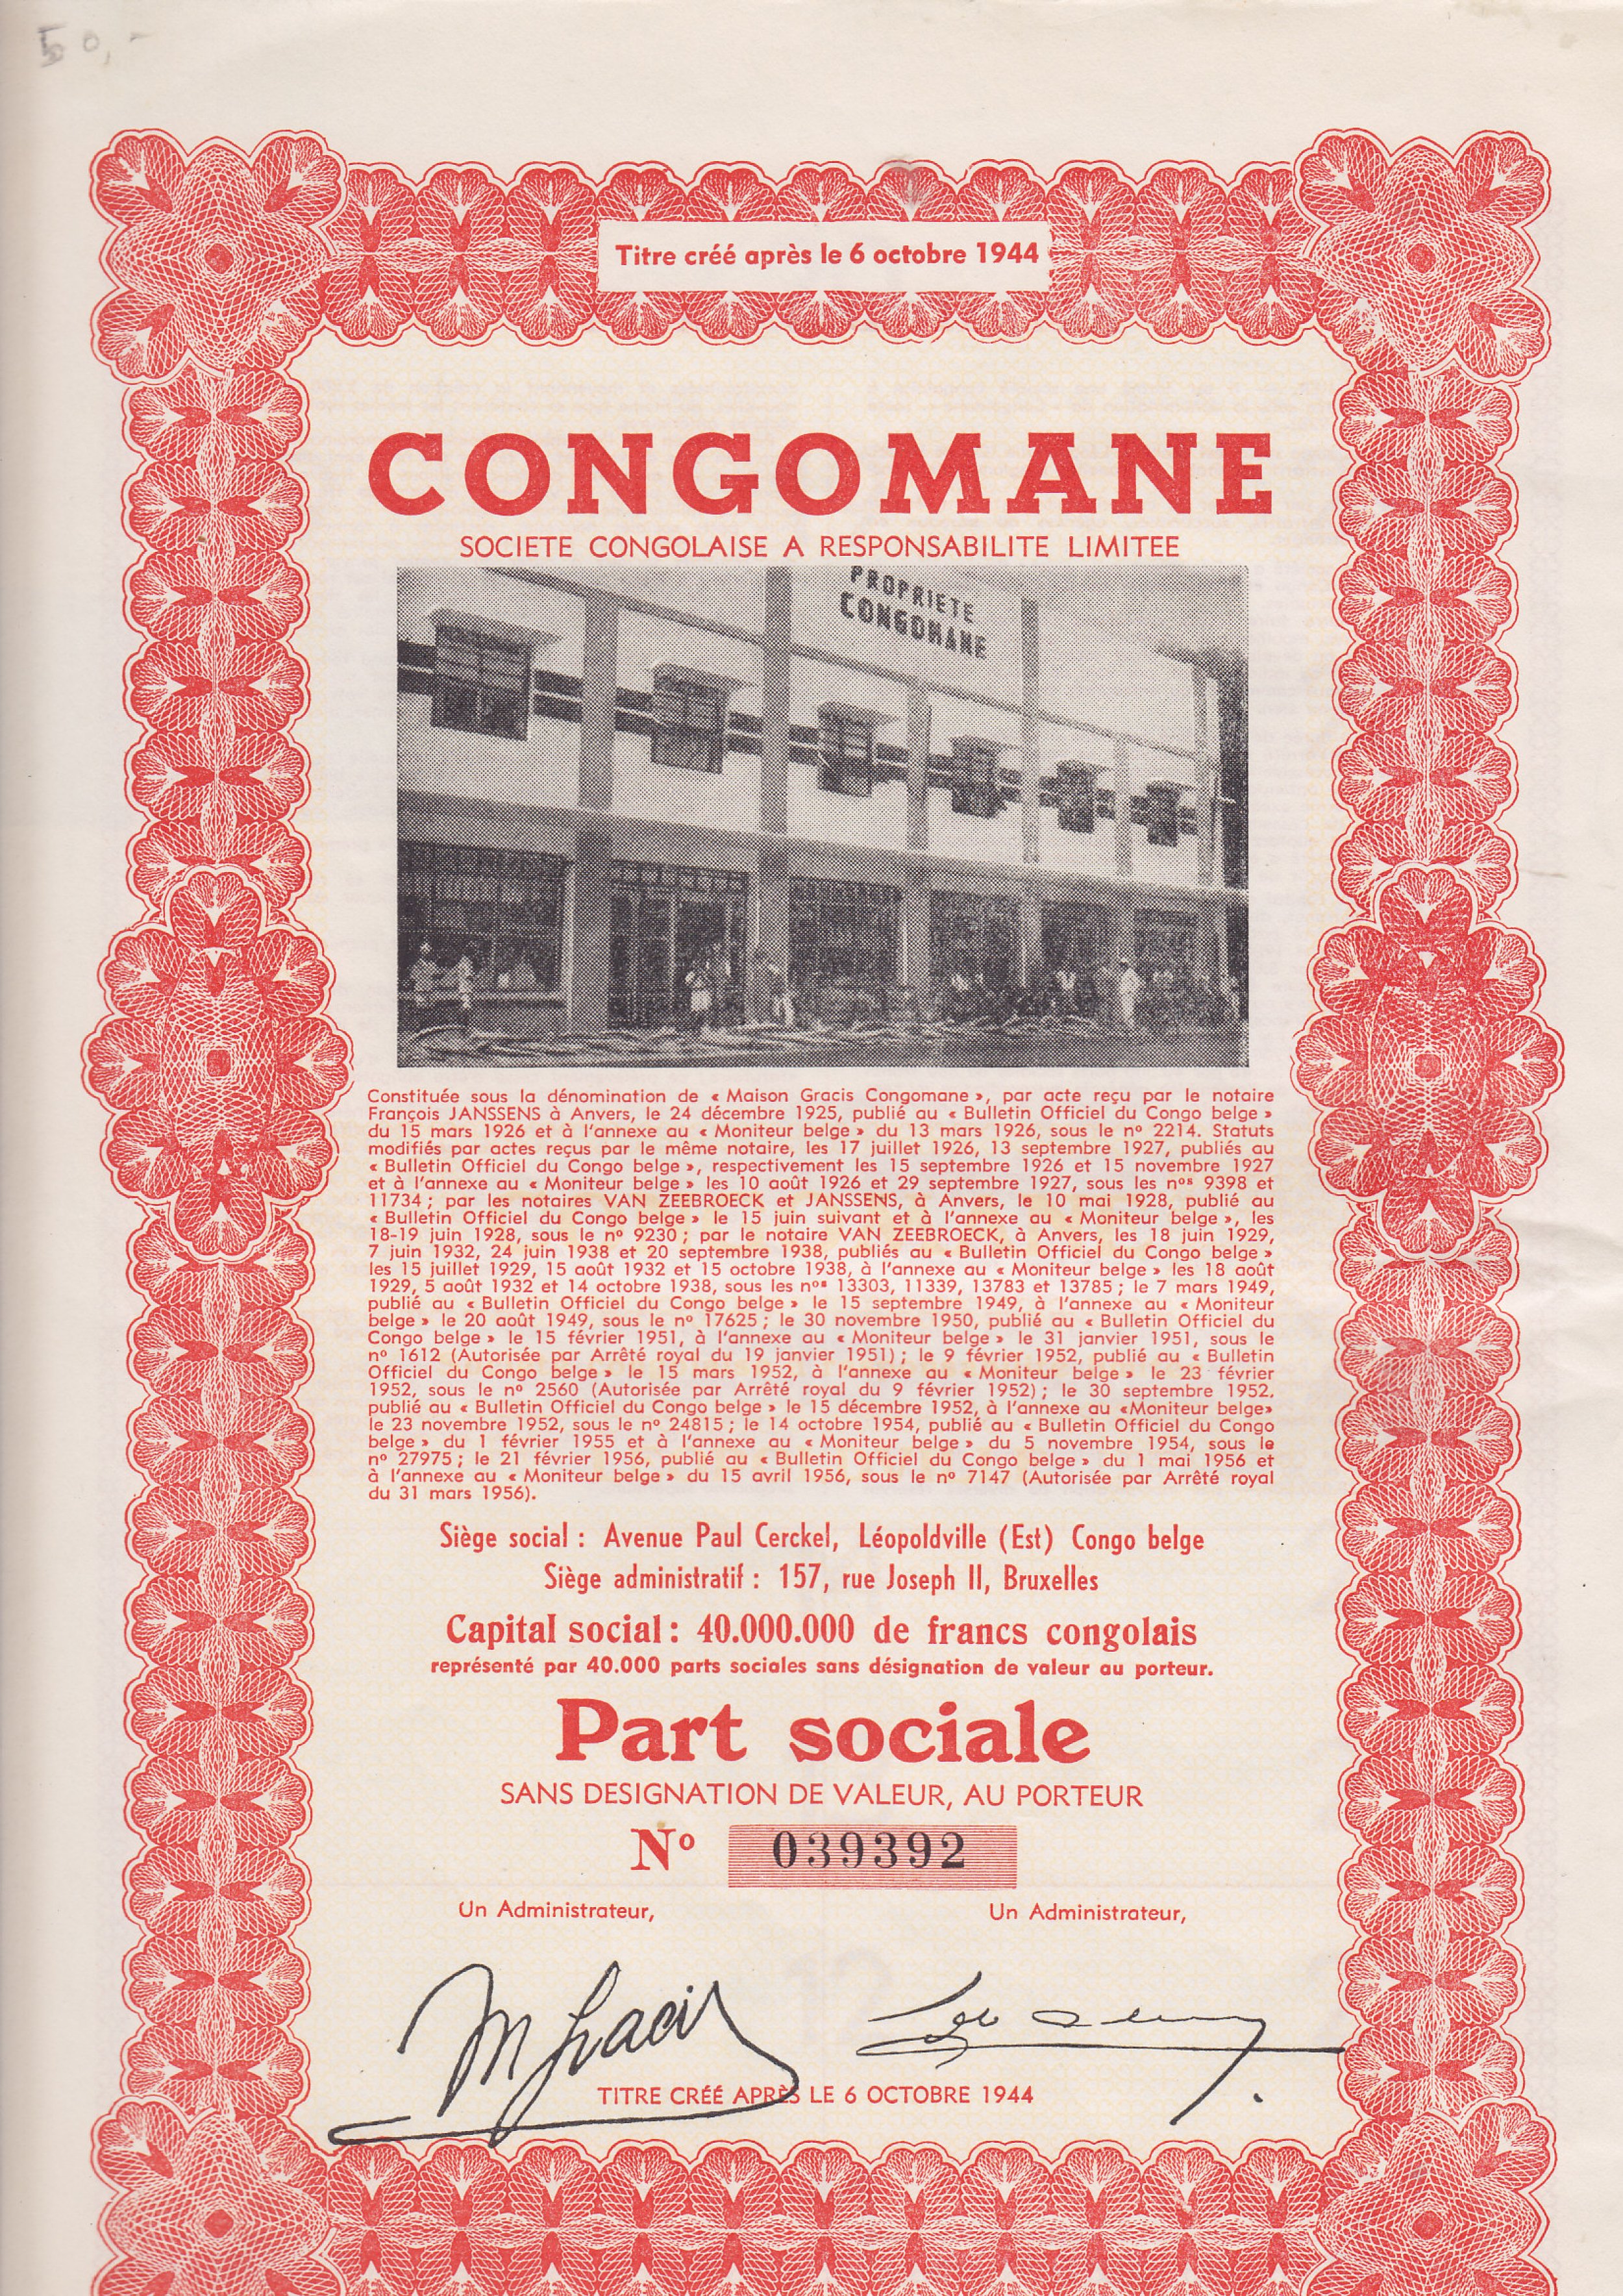 50,-
Titre créé après le 6 octobre 1944
CONGOMANE
SOCIETE CONGOLAISE A RESPONSABILITE LIMITEE
PROPRIETE
CONGOMANE
Constituée sous la dénomination de « Maison Gracis Congomane », par acte reçu par le notaire
François JANSSENS à Anvers, le 24 décembre 1925, publié au « Bulletin Officiel du Congo belge »
du 15 mars 1926 et à l'annexe au « Moniteur belge » du 13 mars 1926, sous le nº 2214. Statuts
modifiés par actes reçus par le même notaire, les 17 juillet 1926, 13 septembre 1927, publiés au
« Bulletin Officiel du Congo belge », respectivement les 15 septembre 1926 et 15 novembre 1927
et à l'annexe au « Moniteur belge » les 10 août 1926 et 29 septembre 1927, sous les nºs 9398 et
11734 ; par les notaires VAN ZEEBROECK et JANSSENS, à Anvers, le 10 mai 1928, publié au
« Bulletin Officiel du Congo belge » le 15 juin suivant et à l'annexe au « Moniteur belge », les
18-19 juin 1928, sous le nº 9230 ; par le notaire VAN ZEEBROECK, à Anvers, les 18 juin 1929,
7 juin 1932, 24 juin 1938 et 20 septembre 1938, publiés au « Bulletin Officiel du Congo belge »
les 15 juillet 1929, 15 août 1932 et 15 octobre 1938, à l'annexe au « Moniteur belge » les 18 août
1929, 5 août 1932 et 14 octobre 1938, sous les nºs 13303, 11339, 13783 et 13785 ; le 7 mars 1949,
publié au « Bulletin Officiel du Congo belge » le 15 septembre 1949, à l'annexe au « Moniteur
belge » le 20 août 1949, sous le nº 17625 ; le 30 novembre 1950, publié au « Bulletin Officiel du
Congo belge » le 15 février 1951, à l'annexe au « Moniteur belge » le 31 janvier 1951, sous le
nº 1612 (Autorisée par Arrêté royal du 19 janvier 1951) ; le 9 février 1952, publié au « Bulletin
Officiel du Congo belge » le 15 mars 1952, à l'annexe au « Moniteur belge » le 23 février
1952, sous le nº 2560 (Autorisée par Arrêté royal du 9 février 1952) ; le 30 septembre 1952,
publié au « Bulletin Officiel du Congo belge » le 15 décembre 1952, à l'annexe au «Moniteur belge»
le 23 novembre 1952, sous le nº 24815 ; le 14 octobre 1954, publié au « Bulletin Officiel du Congo
belge » du 1 février 1955 et à l'annexe au « Moniteur belge » du 5 novembre 1954, sous le
nº 27975 ; le 21 février 1956, publié au « Bulletin Officiel du Congo belge » du 1 mai 1956 et
à l'annexe au « Moniteur belge » du 15 avril 1956, sous le nº 7147 (Autorisée par Arrêté royal
du 31 mars 1956).
Siège social : Avenue Paul Cerckel, Léopoldville (Est) Congo belge
Siège administratif : 157, rue Joseph II, Bruxelles
Capital social : 40.000.000 de francs congolais
représenté par 40.000 parts sociales sans désignation de valeur au porteur.
Part sociale
SANS DESIGNATION DE VALEUR, AU PORTEUR
Nº 039392
Un Administrateur, Un Administrateur,
M Gracis
TITRE CRÉÉ APRÈS LE 6 OCTOBRE 1944